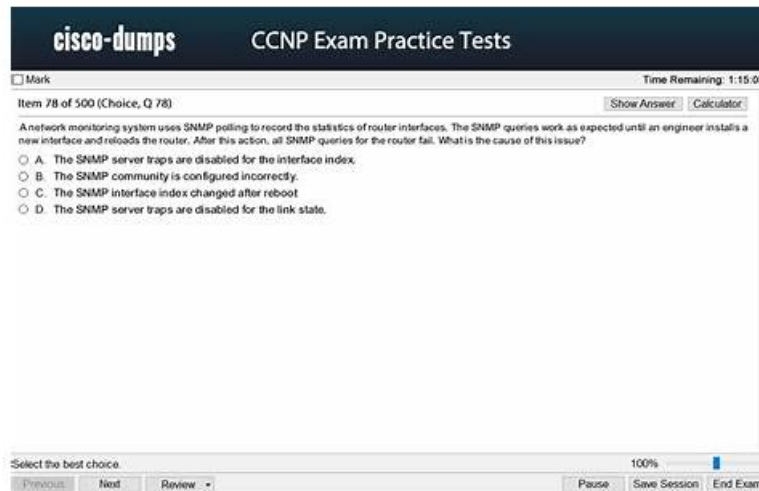 cisco-dumps CCNP Exam Practice Tests
Mark Time Remaining: 1:15:0
Item 78 of 500 (Choice, Q 78) Show Answer Calculator
A network monitoring system uses SNMP polling to record the statistics of router interfaces. The SNMP queries work as expected until an engineer installs a
new interface and reloads the router. After this action, all SNMP queries for the router fail. What is the cause of this issue?
A. The SNMP server traps are disabled for the interface index.
B. The SNMP community is configured incorrectly.
C. The SNMP interface index changed after reboot
D. The SNMP server traps are disabled for the link state.
Select the best choice. 100%
Previous Next Review Pause Save Session End Exam